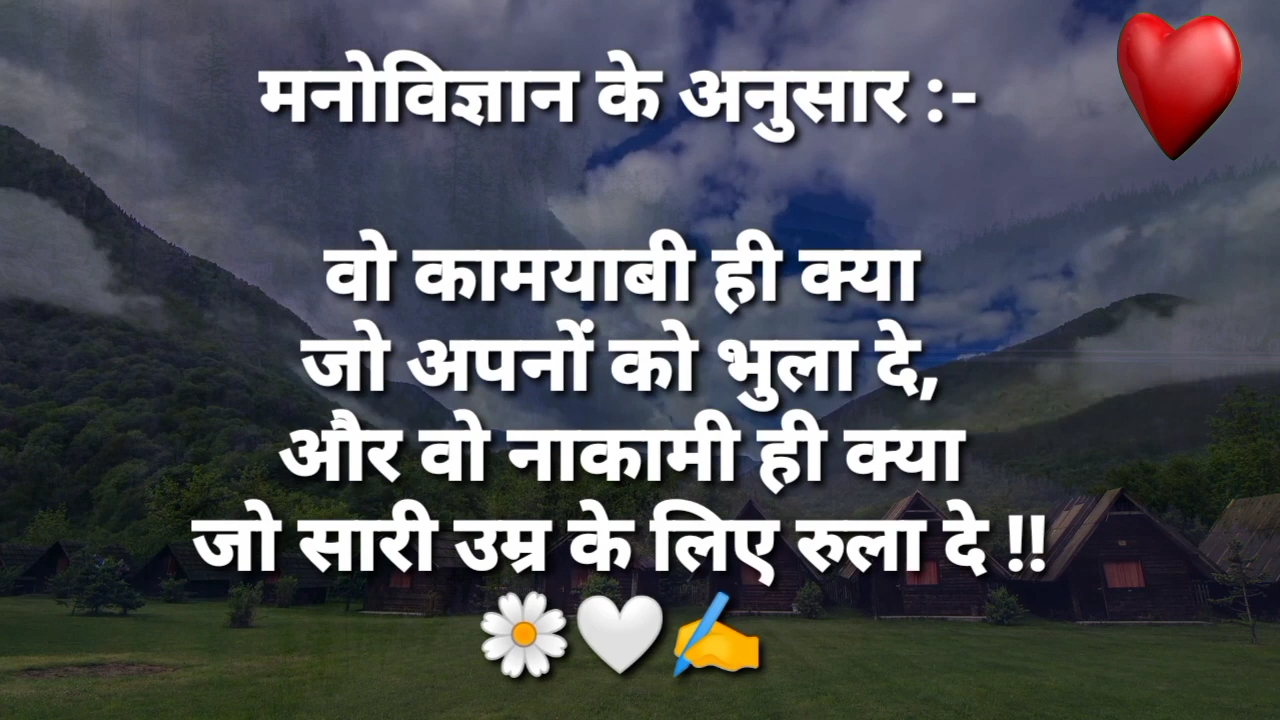 मनोविज्ञान के अनुसार :-
वो कामयाबी ही क्या
जो अपनों को भुला दे,
और वो नाकामी ही क्या
जो सारी उम्र के लिए रुला दे !!